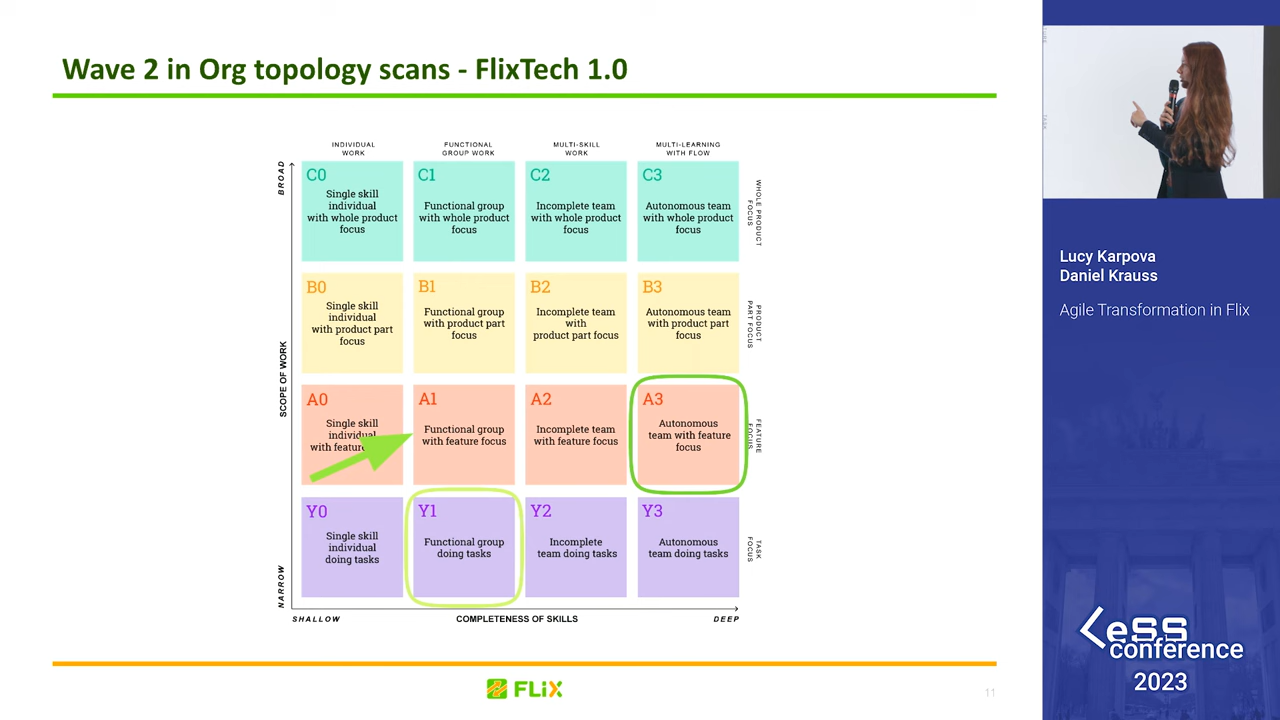 Wave 2 in Org topology scans - FlixTech 1.0
INDIVIDUAL
WORK
FUNCTIONAL
GROUP WORK
MULTI-SKILL
WORK
MULTI-LEARNING
WITH FLOW
BROAD
SCOPE OF WORK
NARROW
C0
Single skill
individual
with whole product
focus
C1
Functional group
with whole product
focus
C2
Incomplete team
with whole product
focus
C3
Autonomous team
with whole product
focus
WHOLE PRODUCT
FOCUS
B0
Single skill
individual
with product part
focus
B1
Functional group
with product part
focus
B2
Incomplete team
with
product part focus
B3
Autonomous team
with product part
focus
PRODUCT
PART FOCUS
A0
Single skill
individual
with feature
A1
Functional group
with feature focus
A2
Incomplete team
with feature focus
A3
Autonomous
team with feature
focus
FEATURE
FOCUS
Y0
Single skill
individual
doing tasks
Y1
Functional group
doing tasks
Y2
Incomplete
team doing tasks
Y3
Autonomous
team doing tasks
TASK
FOCUS
SHALLOW
COMPLETENESS OF SKILLS
DEEP
FLiX
11
Lucy Karpova
Daniel Krauss
Agile Transformation in Flix
LeSS
conference
2023